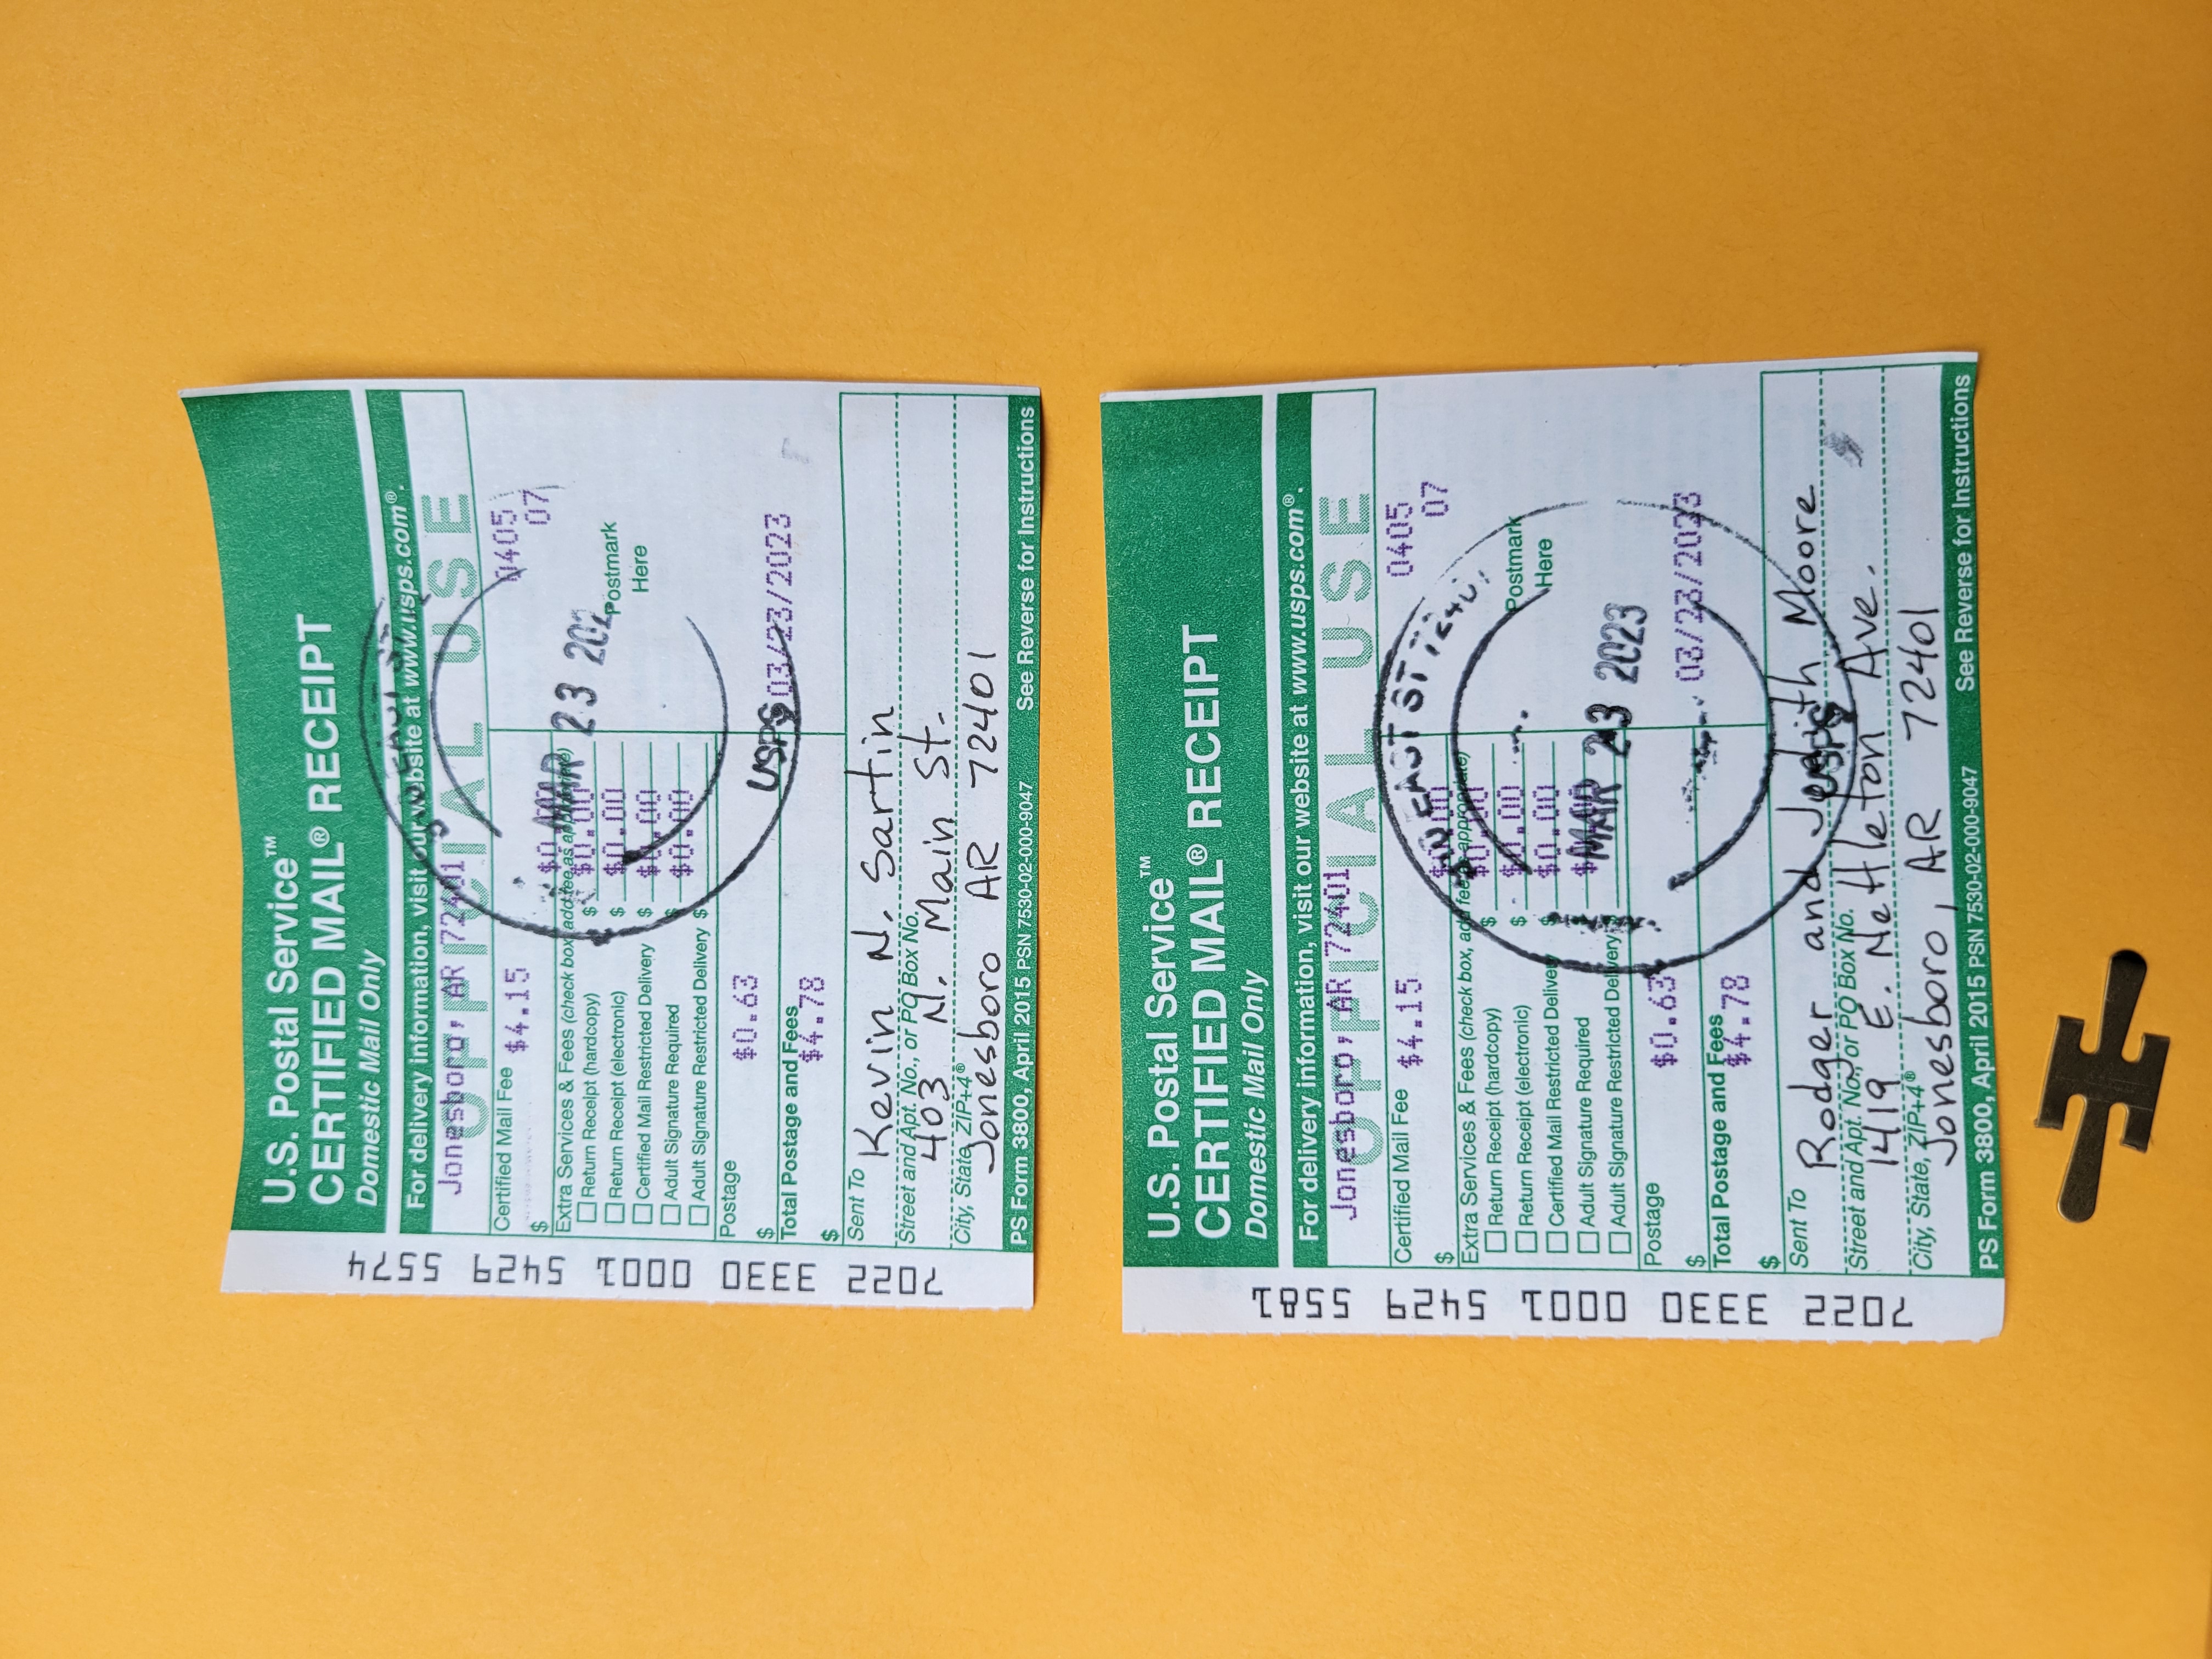 7022 3330 0001 5429 5574
U.S. Postal Service™
CERTIFIED MAIL® RECEIPT
Domestic Mail Only
For delivery information, visit our website at www.usps.com®.
OFFICIAL USE
Jonesboro, AR 72401
Certified Mail Fee $4.15
$
0405
07
Extra Services & Fees (check box, add fee as appropriate)
$0.00
Return Receipt (hardcopy) $ $0.00
Return Receipt (electronic) $ $0.00
Certified Mail Restricted Delivery $ $0.00
Adult Signature Required $ $0.00
Adult Signature Restricted Delivery $
Postmark
Here
MAR 23 202
USPS
Postage $0.63
$
03/23/2023
Total Postage and Fees
$ $4.78
Sent To Kevin N. Sartin
Street and Apt. No., or PO Box No.
403 N. Main St.
City, State, ZIP+4®
Jonesboro AR 72401
PS Form 3800, April 2015 PSN 7530-02-000-9047 See Reverse for Instructions
7022 3330 0001 5429 5581
U.S. Postal Service™
CERTIFIED MAIL® RECEIPT
Domestic Mail Only
For delivery information, visit our website at www.usps.com®.
OFFICIAL USE
Jonesboro, AR 72401
Certified Mail Fee $4.15
$
0405
07
Extra Services & Fees (check box, add fee as appropriate)
$0.00
Return Receipt (hardcopy) $ $0.00
Return Receipt (electronic) $ $0.00
Certified Mail Restricted Delivery $ $0.00
Adult Signature Required
Adult Signature Restricted Delivery $
Postmark
Here
MAR 23 2023
USPS
Postage $0.63
$
03/23/2023
Total Postage and Fees
$ $4.78
Sent To Rodger and Judith Moore
Street and Apt. No., or PO Box No.
1419 E. Nettleton Ave.
City, State, ZIP+4®
Jonesboro, AR 72401
PS Form 3800, April 2015 PSN 7530-02-000-9047 See Reverse for Instructions